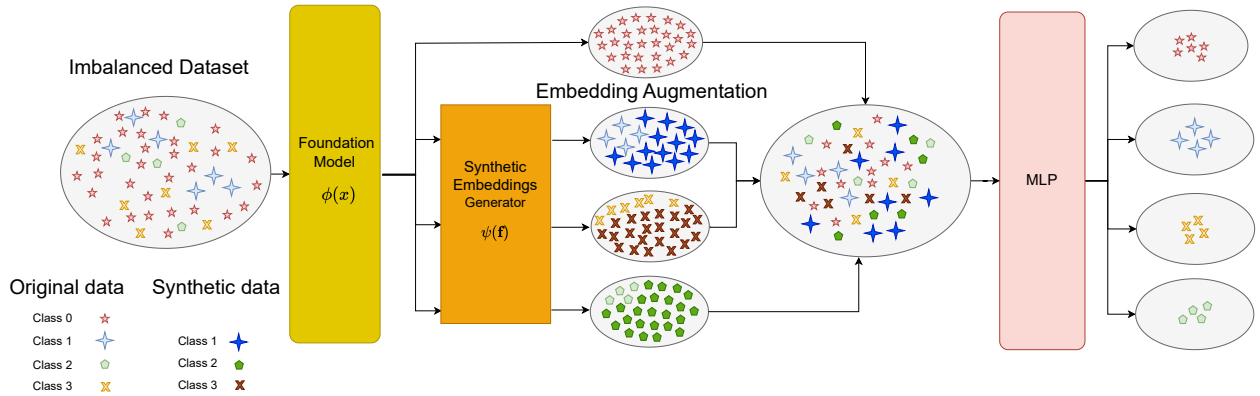 Imbalanced Dataset
Foundation
Model
ϕ(x)
Embedding Augmentation
Synthetic
Embeddings
Generator
ψ(f)
MLP
Original data
Synthetic data
Class 0
Class 1
Class 2
Class 3
Class 1
Class 2
Class 3